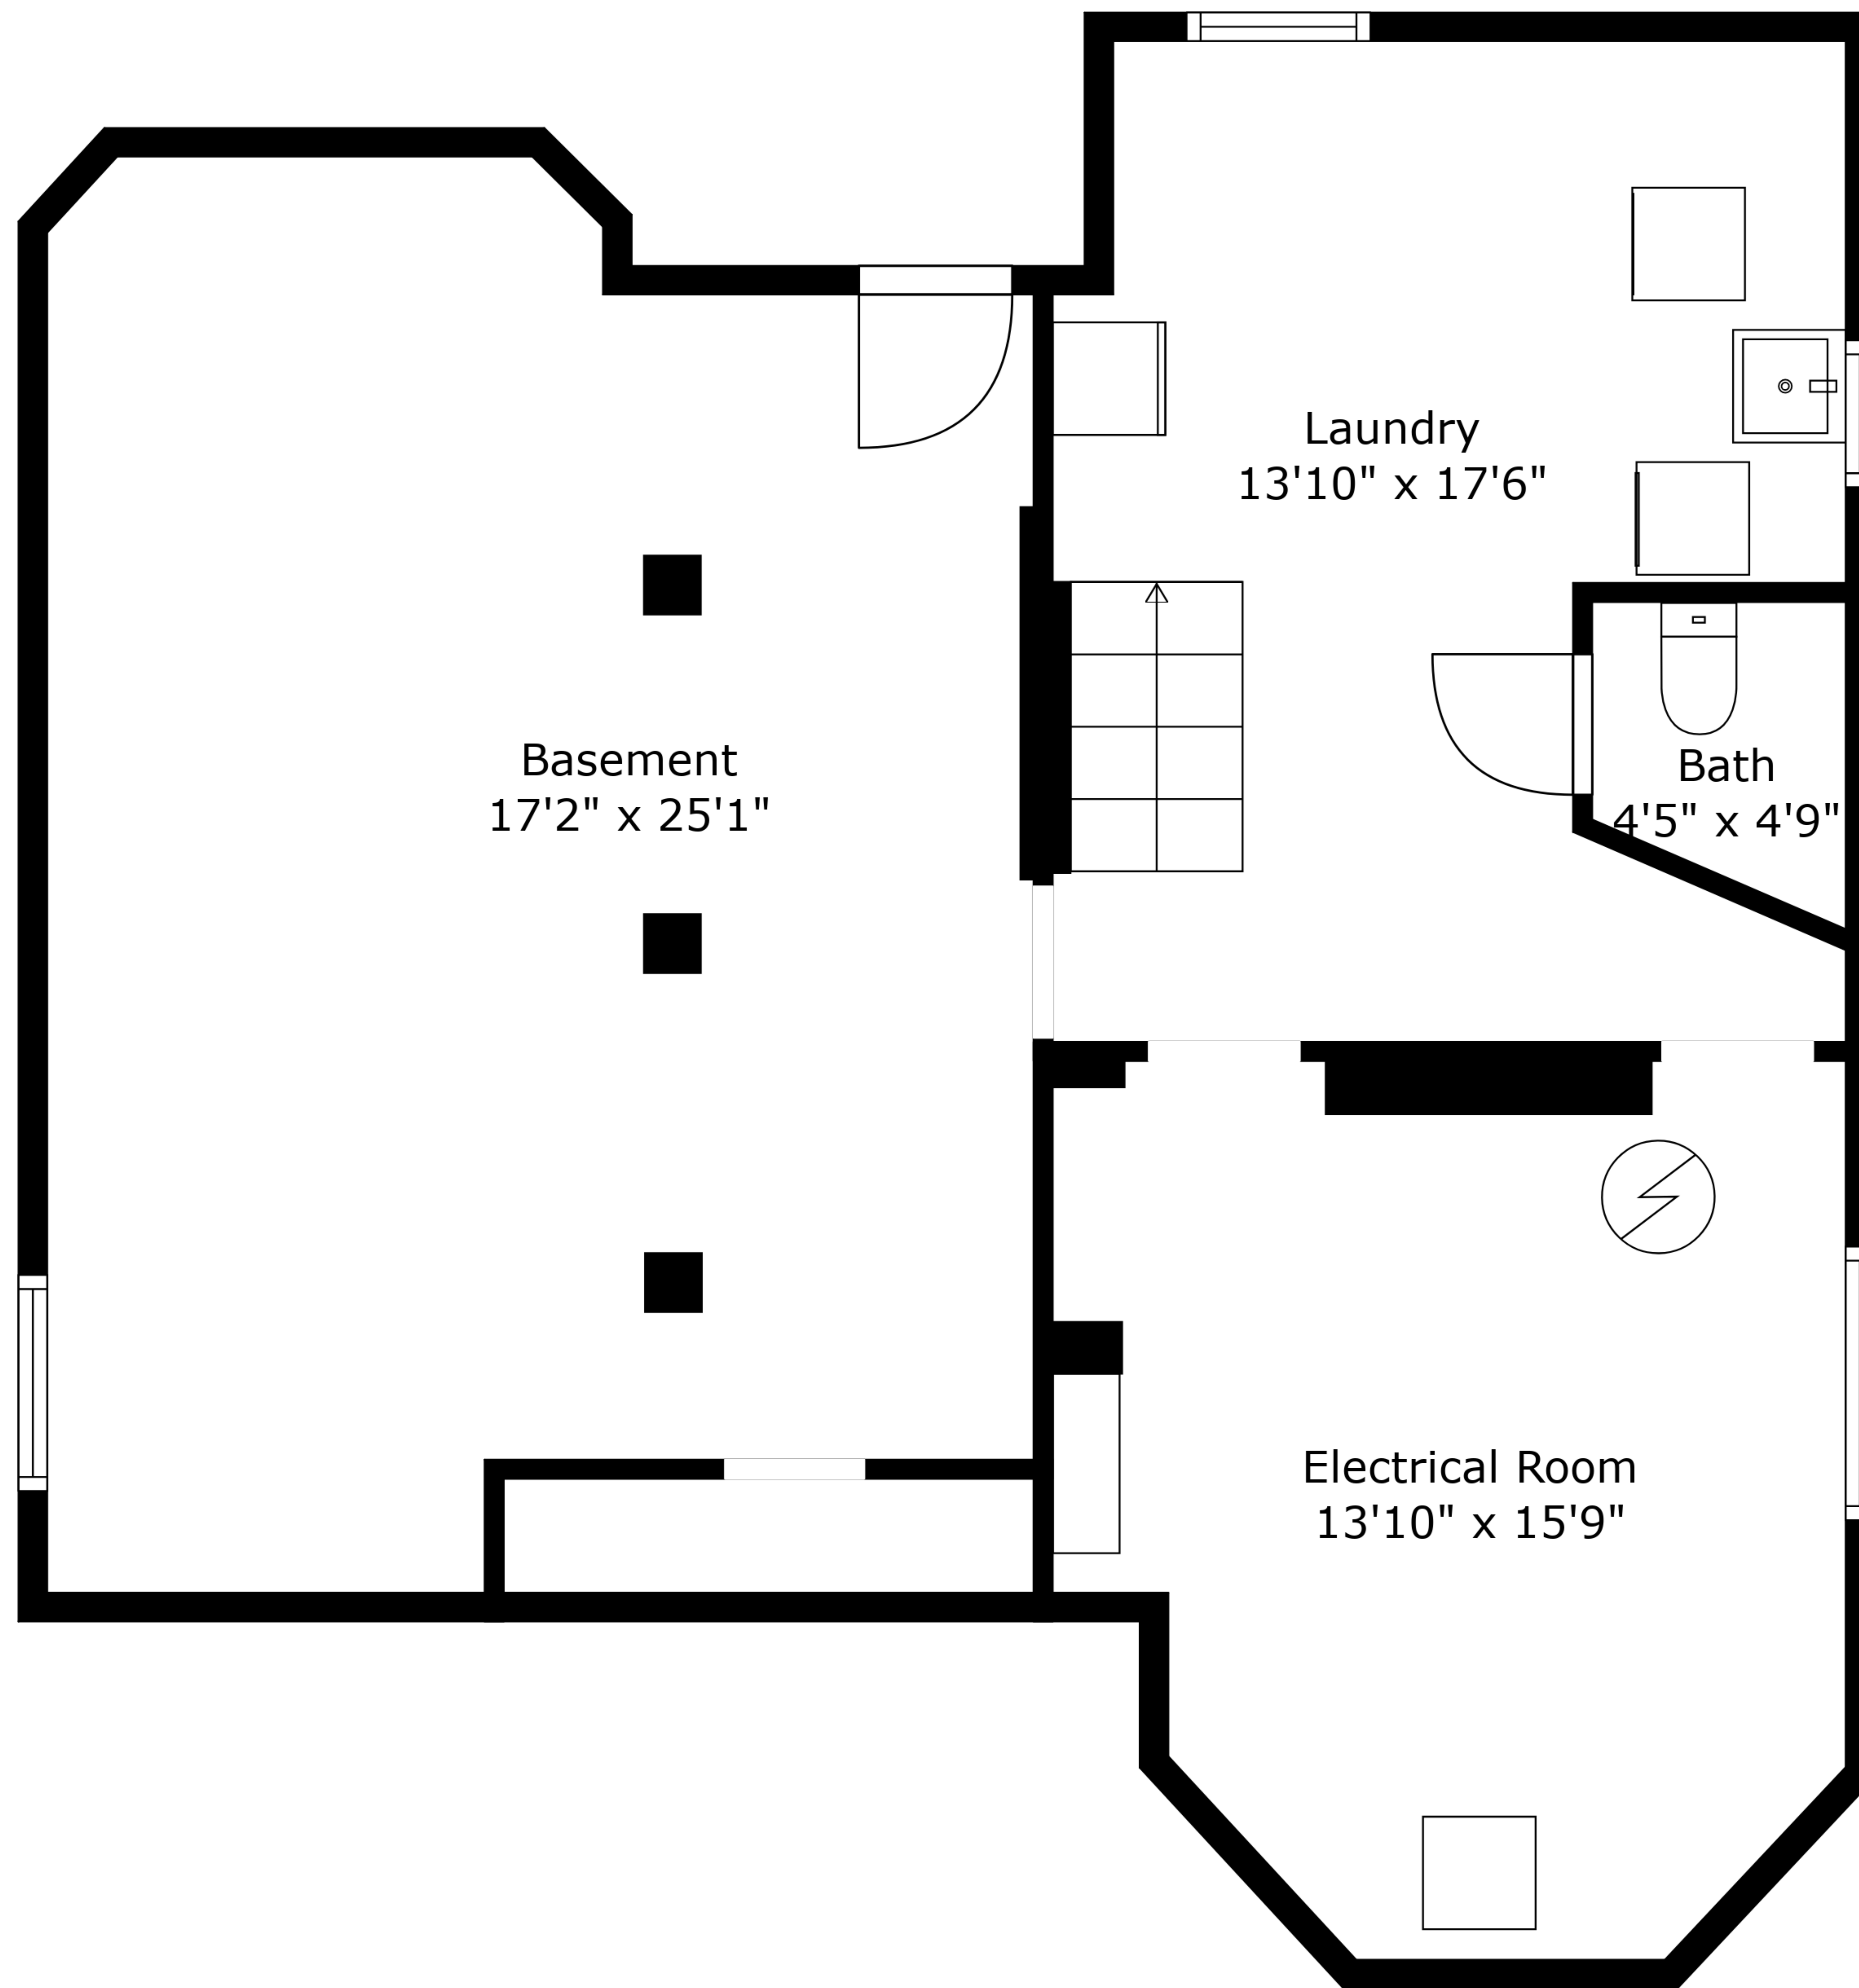 Laundry
13'10" x 17'6"
Basement
17'2" x 25'1"
Bath
4'5" x 4'9"
Electrical Room
13'10" x 15'9"